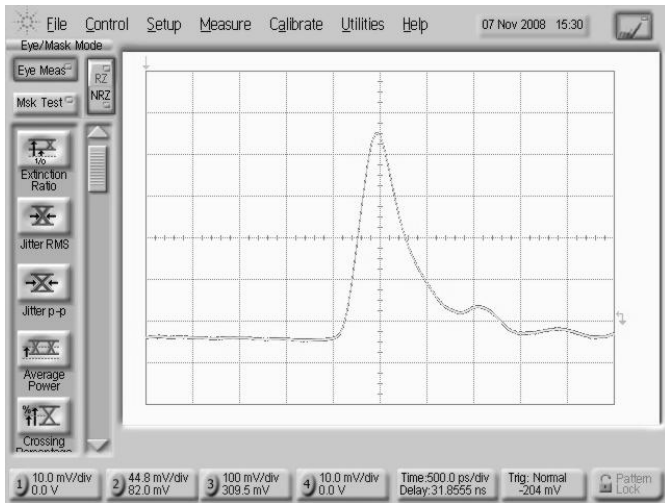 File Control Setup Measure Calibrate Utilities Help 07 Nov 2008 15:30
Eye/Mask Mode
Eye Meas
RZ
NRZ
Msk Test
1/0
Extinction
Ratio
Jitter RMS
Jitter p-p
Average
Power
%
Crossing
1) 10.0 mV/div
0.0 V
2) 44.8 mV/div
82.0 mV
3) 100 mV/div
309.5 mV
4) 10.0 mV/div
0.0 V
Time:500.0 ps/div
Delay:31.8555 ns
Trig: Normal
-204 mV
Pattern
Lock